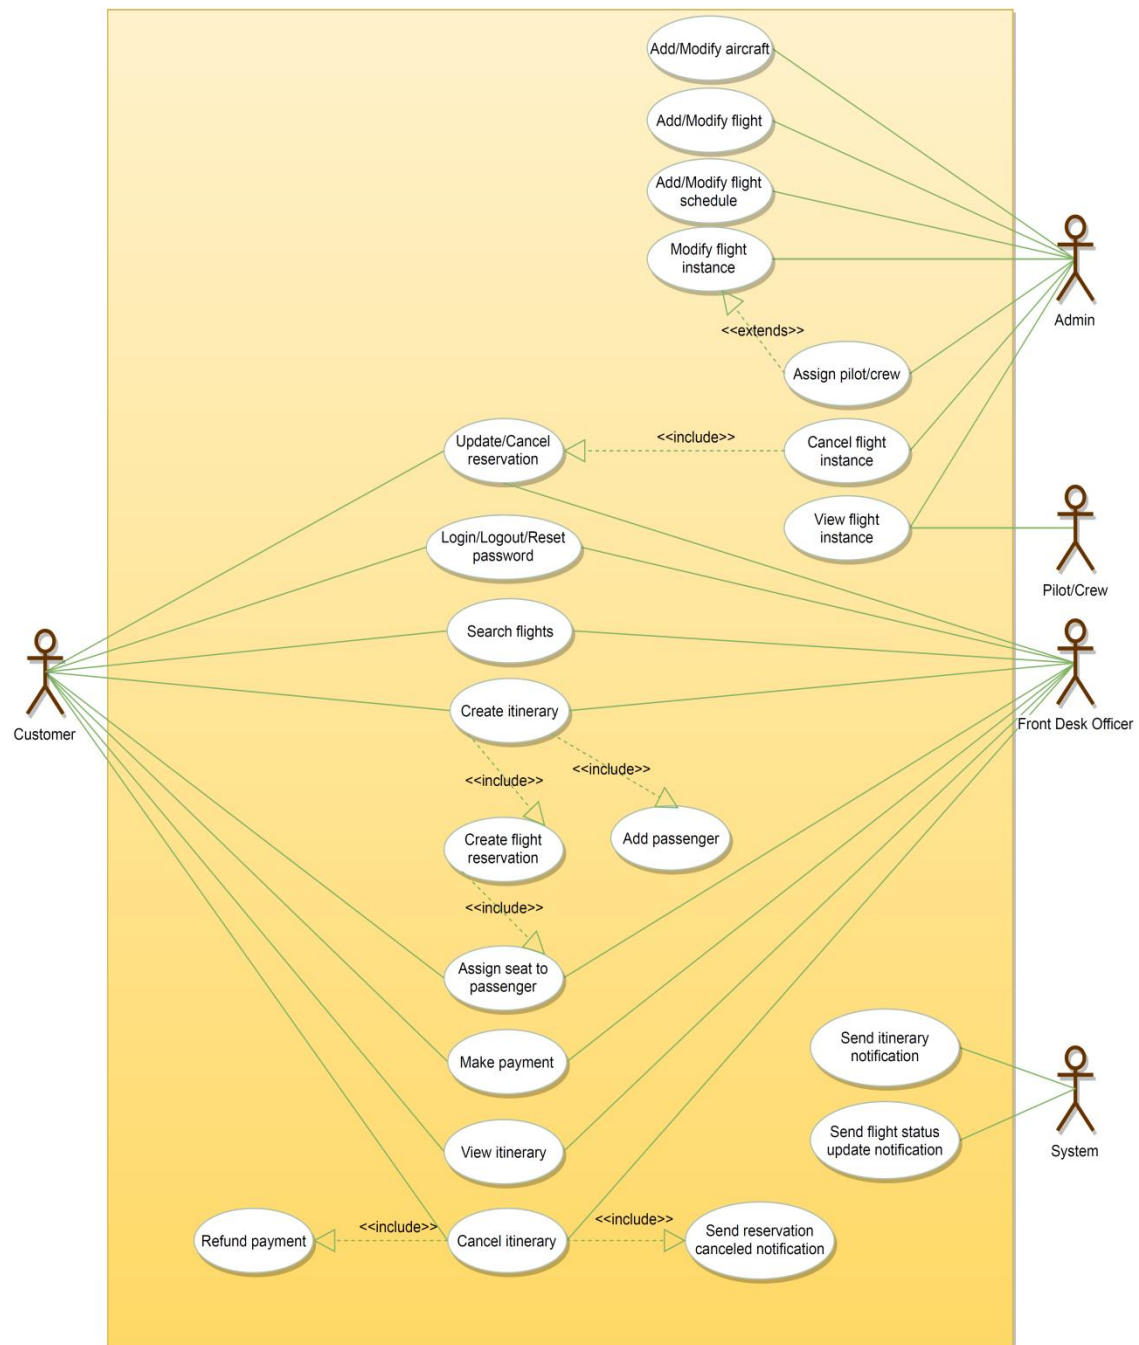 Add/Modify aircraft
Add/Modify flight
Add/Modify flight
schedule
Modify flight
instance
Admin
<<extends>>
Assign pilot/crew
Update/Cancel
reservation
<<include>>
Cancel flight
instance
View flight
instance
Login/Logout/Reset
password
Pilot/Crew
Search flights
Customer
Create itinerary
Front Desk Officer
<<include>>
<<include>>
Create flight
reservation
Add passenger
<<include>>
Assign seat to
passenger
Send itinerary
notification
Make payment
Send flight status
update notification
System
View itinerary
Refund payment
<<include>>
Cancel itinerary
<<include>>
Send reservation
canceled notification